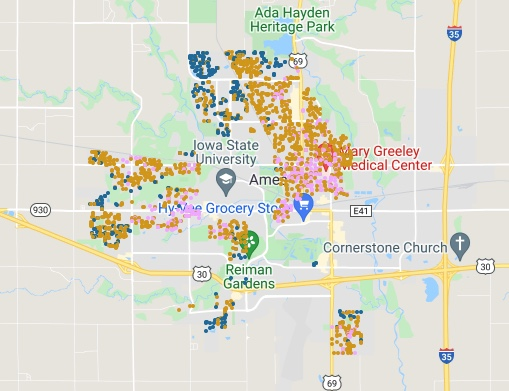 Ada Hayden
Heritage Park
35
69
Iowa State
University
Mary Greeley
Medical Center
Ames
930
Hy-Vee Grocery Sto
E41
Cornerstone Church
30
30
Reiman
Gardens
35
69